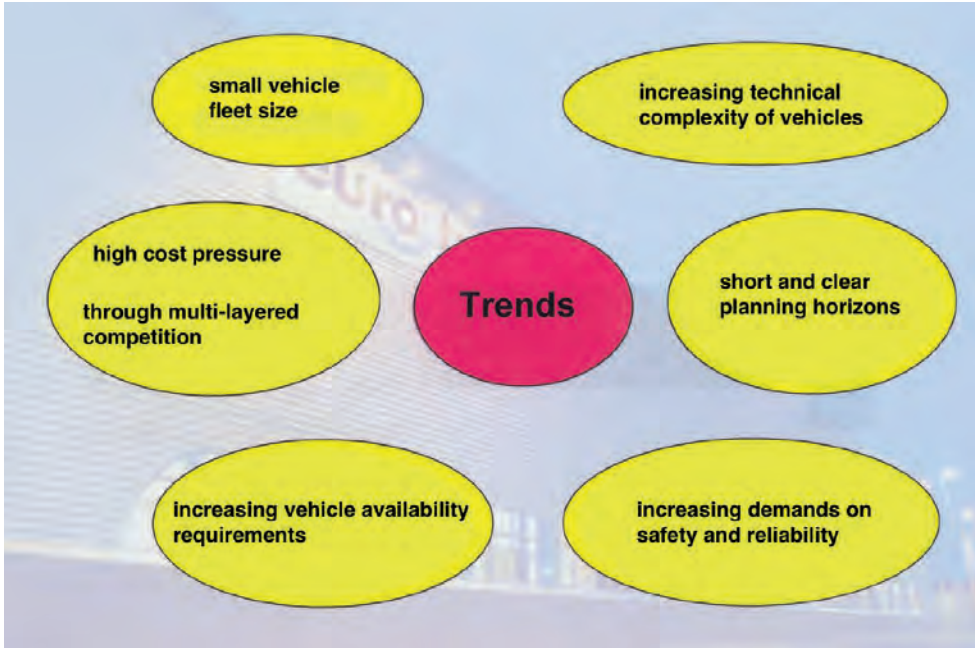 small vehicle
fleet size
increasing technical
complexity of vehicles
euro
high cost pressure
through multi-layered
competition
Trends
short and clear
planning horizons
increasing vehicle availability
requirements
increasing demands on
safety and reliability